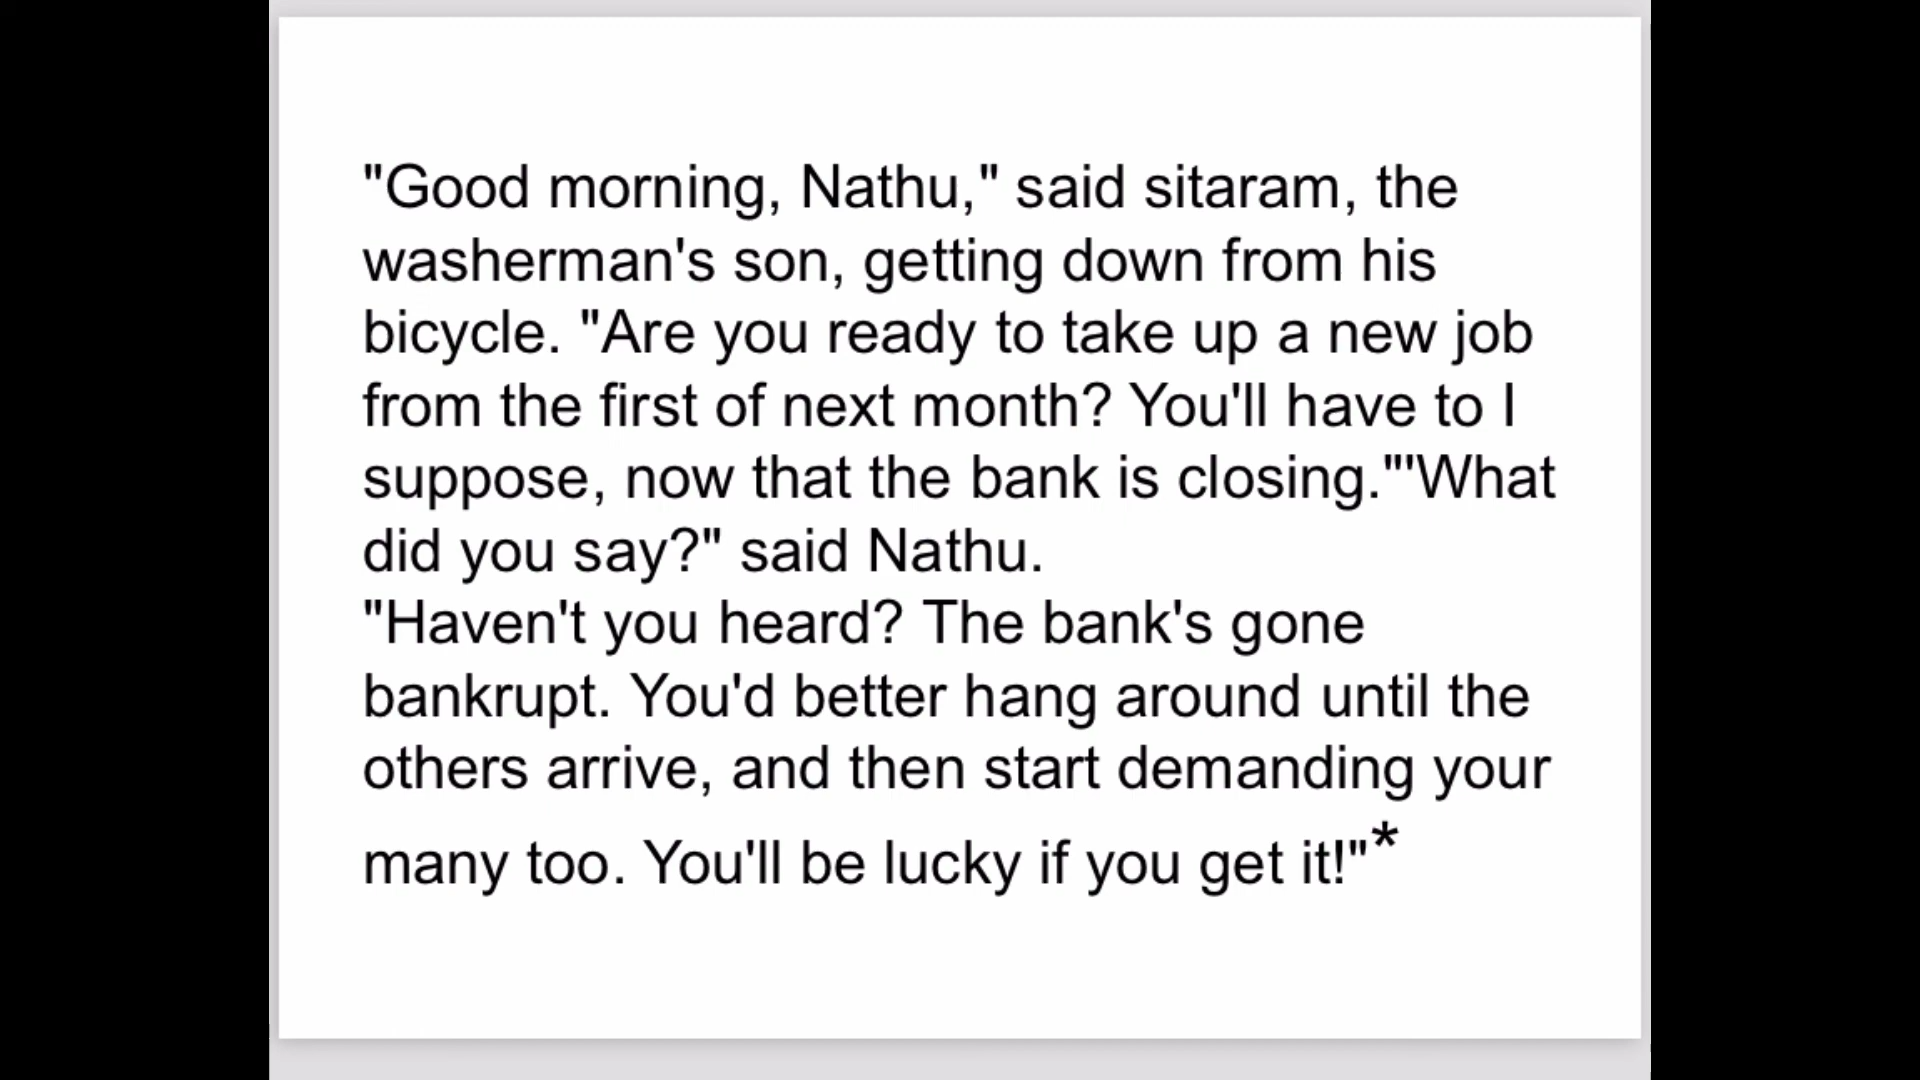 "Good morning, Nathu," said sitaram, the
washerman's son, getting down from his
bicycle. "Are you ready to take up a new job
from the first of next month? You'll have to I
suppose, now that the bank is closing."'What
did you say?" said Nathu.
"Haven't you heard? The bank's gone
bankrupt. You'd better hang around until the
others arrive, and then start demanding your
many too. You'll be lucky if you get it!"*